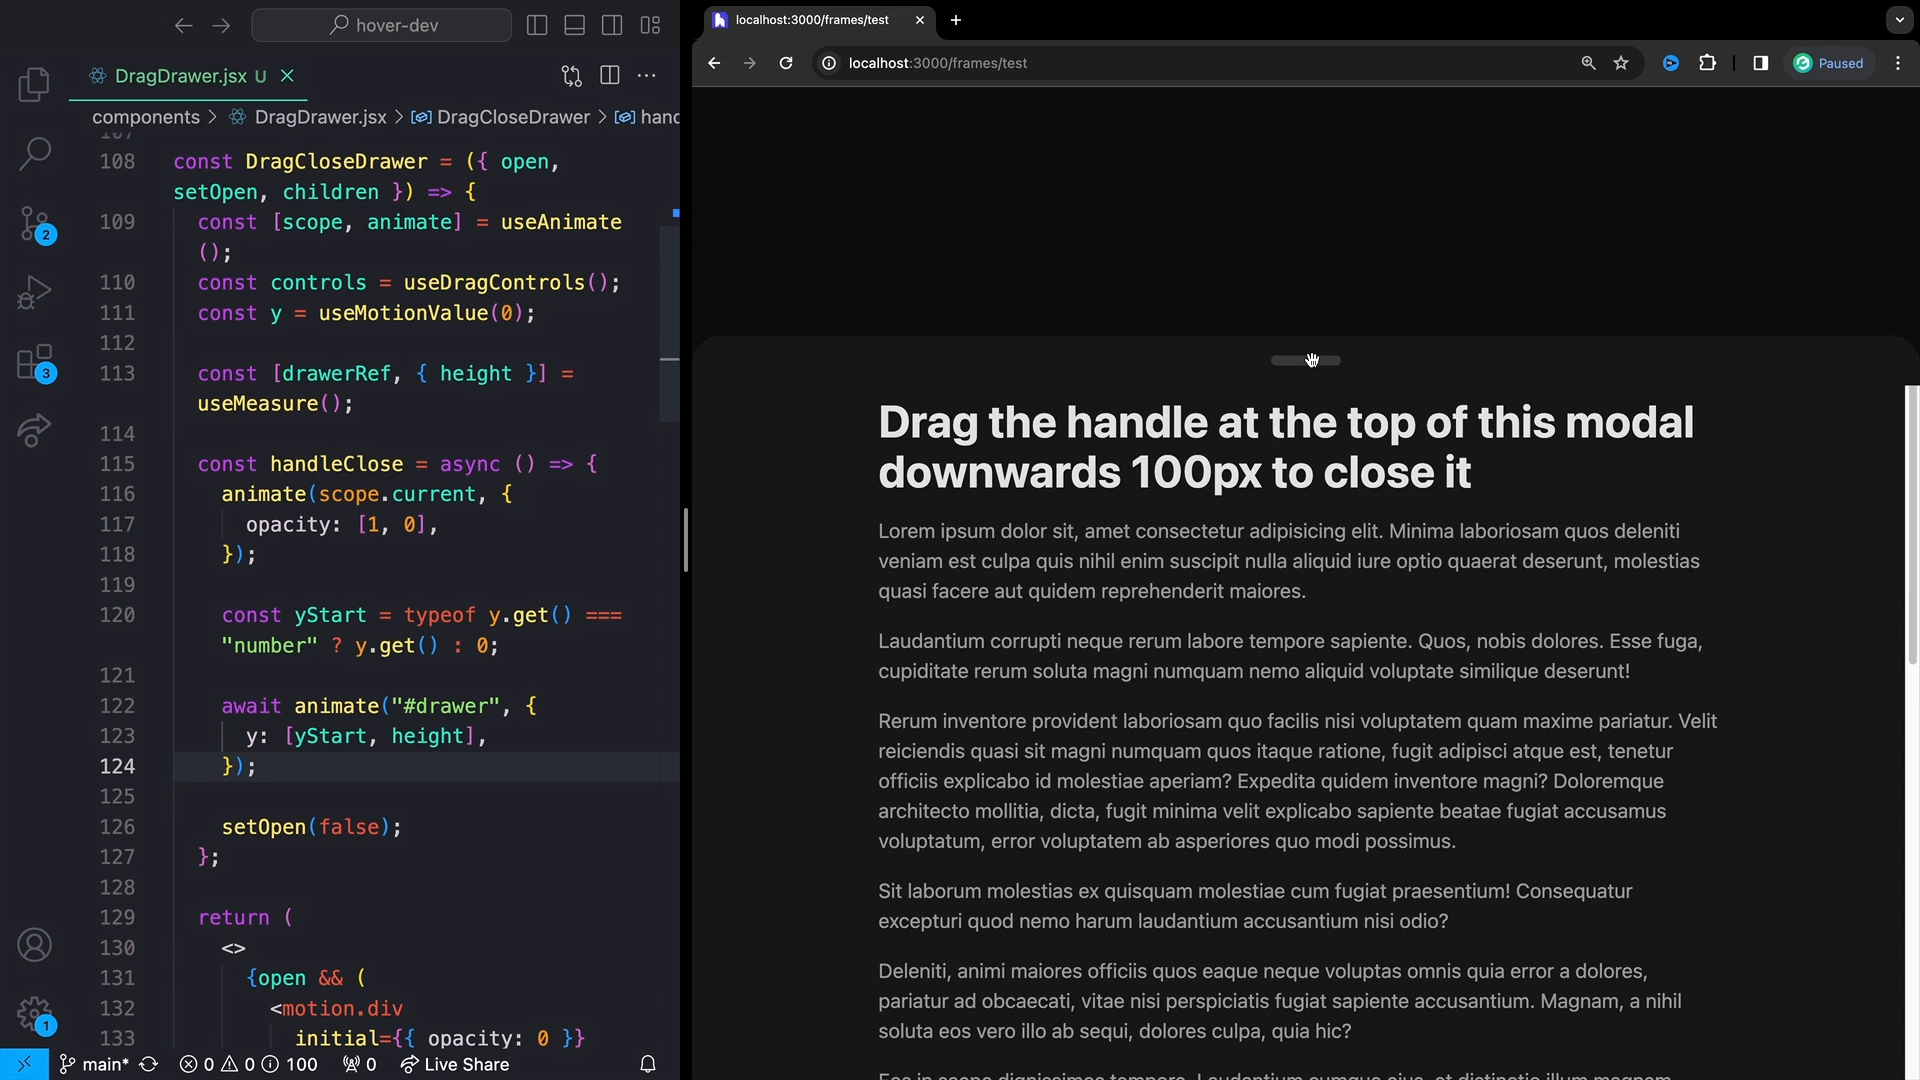 hover-dev
DragDrawer.jsx U
components > DragDrawer.jsx > DragCloseDrawer > hand
107
108 const DragCloseDrawer = ({ open,
setOpen, children }) => {
109 const [scope, animate] = useAnimate
();
110 const controls = useDragControls();
111 const y = useMotionValue(0);
112
113 const [drawerRef, { height }] =
useMeasure();
114
115 const handleClose = async () => {
116 animate(scope.current, {
117 opacity: [1, 0],
118 });
119
120 const yStart = typeof y.get() ===
"number" ? y.get() : 0;
121
122 await animate("#drawer", {
123 y: [yStart, height],
124 });
125
126 setOpen(false);
127 };
128
129 return (
130 <>
131 {open && (
132 <motion.div
133 initial={{ opacity: 0 }}
2
3
1
main* 0 0 100 0 Live Share
localhost:3000/frames/test
localhost:3000/frames/test
Paused
Drag the handle at the top of this modal
downwards 100px to close it
Lorem ipsum dolor sit, amet consectetur adipisicing elit. Minima laboriosam quos deleniti
veniam est culpa quis nihil enim suscipit nulla aliquid iure optio quaerat deserunt, molestias
quasi facere aut quidem reprehenderit maiores.
Laudantium corrupti neque rerum labore tempore sapiente. Quos, nobis dolores. Esse fuga,
cupiditate rerum soluta magni numquam nemo aliquid voluptate similique deserunt!
Rerum inventore provident laboriosam quo facilis nisi voluptatem quam maxime pariatur. Velit
reiciendis quasi sit magni numquam quos itaque ratione, fugit adipisci atque est, tenetur
officiis explicabo id molestiae aperiam? Expedita quidem inventore magni? Doloremque
architecto mollitia, dicta, fugit minima velit explicabo sapiente beatae fugiat accusamus
voluptatum, error voluptatem ab asperiores quo modi possimus.
Sit laborum molestias ex quisquam molestiae cum fugiat praesentium! Consequatur
excepturi quod nemo harum laudantium accusantium nisi odio?
Deleniti, animi maiores officiis quos eaque neque voluptas omnis quia error a dolores,
pariatur ad obcaecati, vitae nisi perspiciatis fugiat sapiente accusantium. Magnam, a nihil
soluta eos vero illo ab sequi, dolores culpa, quia hic?